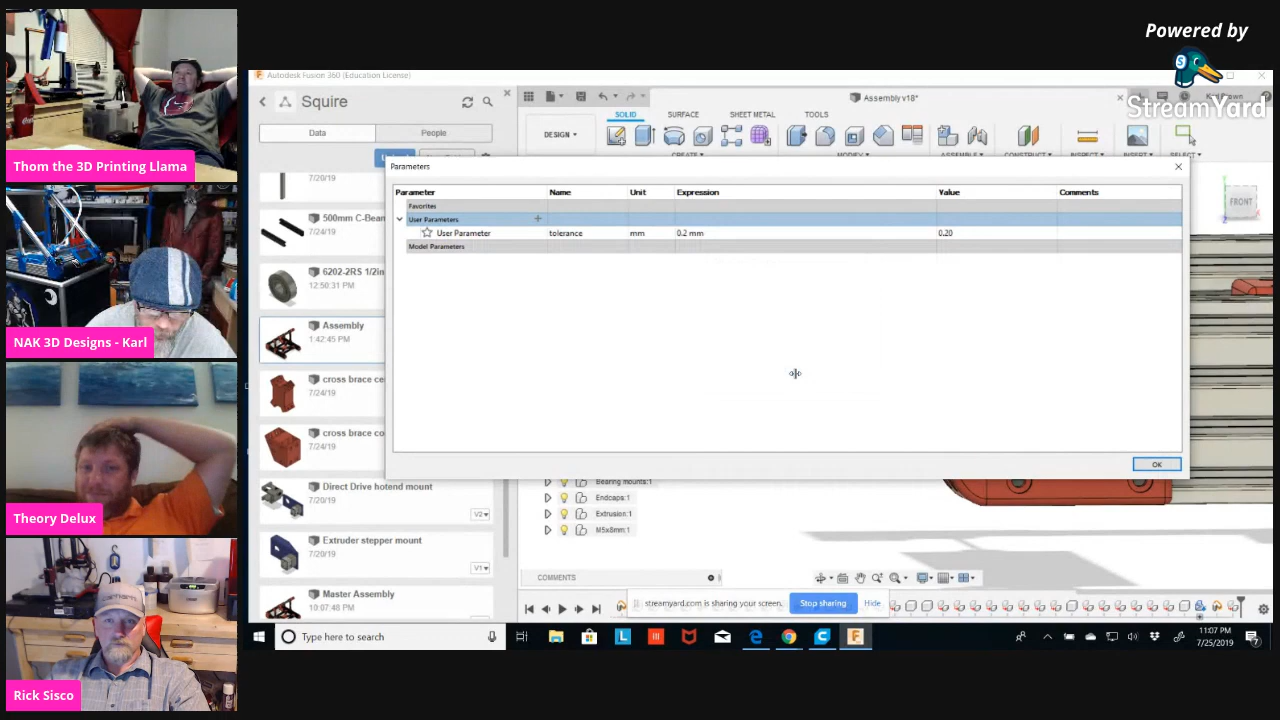 Powered by
StreamYard
Thom the 3D Printing Llama
NAK 3D Designs - Karl
Theory Delux
Rick Sisco
Autodesk Fusion 360 (Education License)
Squire
Data
People
7/20/19
500mm C-Beam
7/24/19
6202-2RS 1/2in
12:50:31 PM
Assembly
1:42:45 PM
cross brace ce
7/24/19
cross brace co
7/24/19
Direct Drive hotend mount
7/20/19
V2
Extruder stepper mount
7/20/19
V1
Master Assembly
10:07:48 PM
Assembly v18*
SOLID
SURFACE
SHEET METAL
TOOLS
DESIGN
CREATE
MODIFY
ASSEMBLE
CONSTRUCT
INSPECT
INSERT
SELECT
FRONT
Parameters
Parameter Name Unit Expression Value Comments
Favorites
User Parameters
User Parameter tolerance mm 0.2 mm 0.20
Model Parameters
OK
Bearing mounts:1
Endcaps:1
Extrusion:1
M5x8mm:1
COMMENTS
streamyard.com is sharing your screen.
Stop sharing
Hide
Type here to search
11:07 PM
7/25/2019